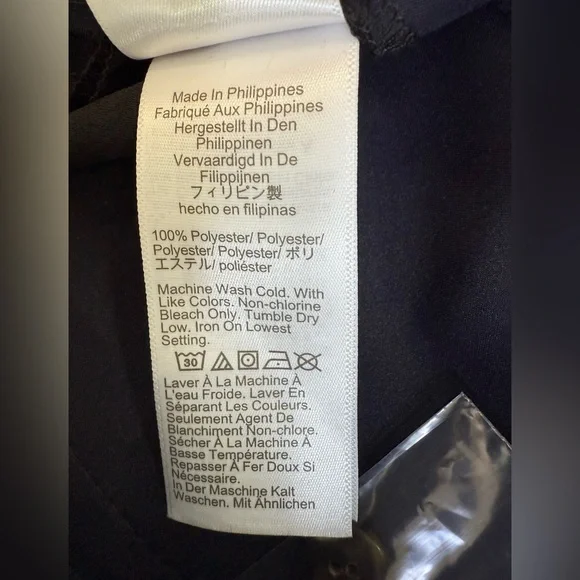 Made In Philippines
Fabriqué Aux Philippines
Hergestellt In Den
Philippinen
Vervaardigd In De
Filippijnen
フィリピン製
hecho en filipinas
100% Polyester/ Polyester/
Polyester/ Polyester/ ポリ
エステル/ poliéster
Machine Wash Cold. With
Like Colors. Non-chlorine
Bleach Only. Tumble Dry
Low. Iron On Lowest
Setting.
30
Laver À La Machine À
L'eau Froide. Laver En
Séparant Les Couleurs.
Seulement Agent De
Blanchiment Non-chlore.
Sécher À La Machine À
Basse Température.
Repasser À Fer Doux Si
Nécessaire.
In Der Maschine Kalt
Waschen. Mit Ähnlichen